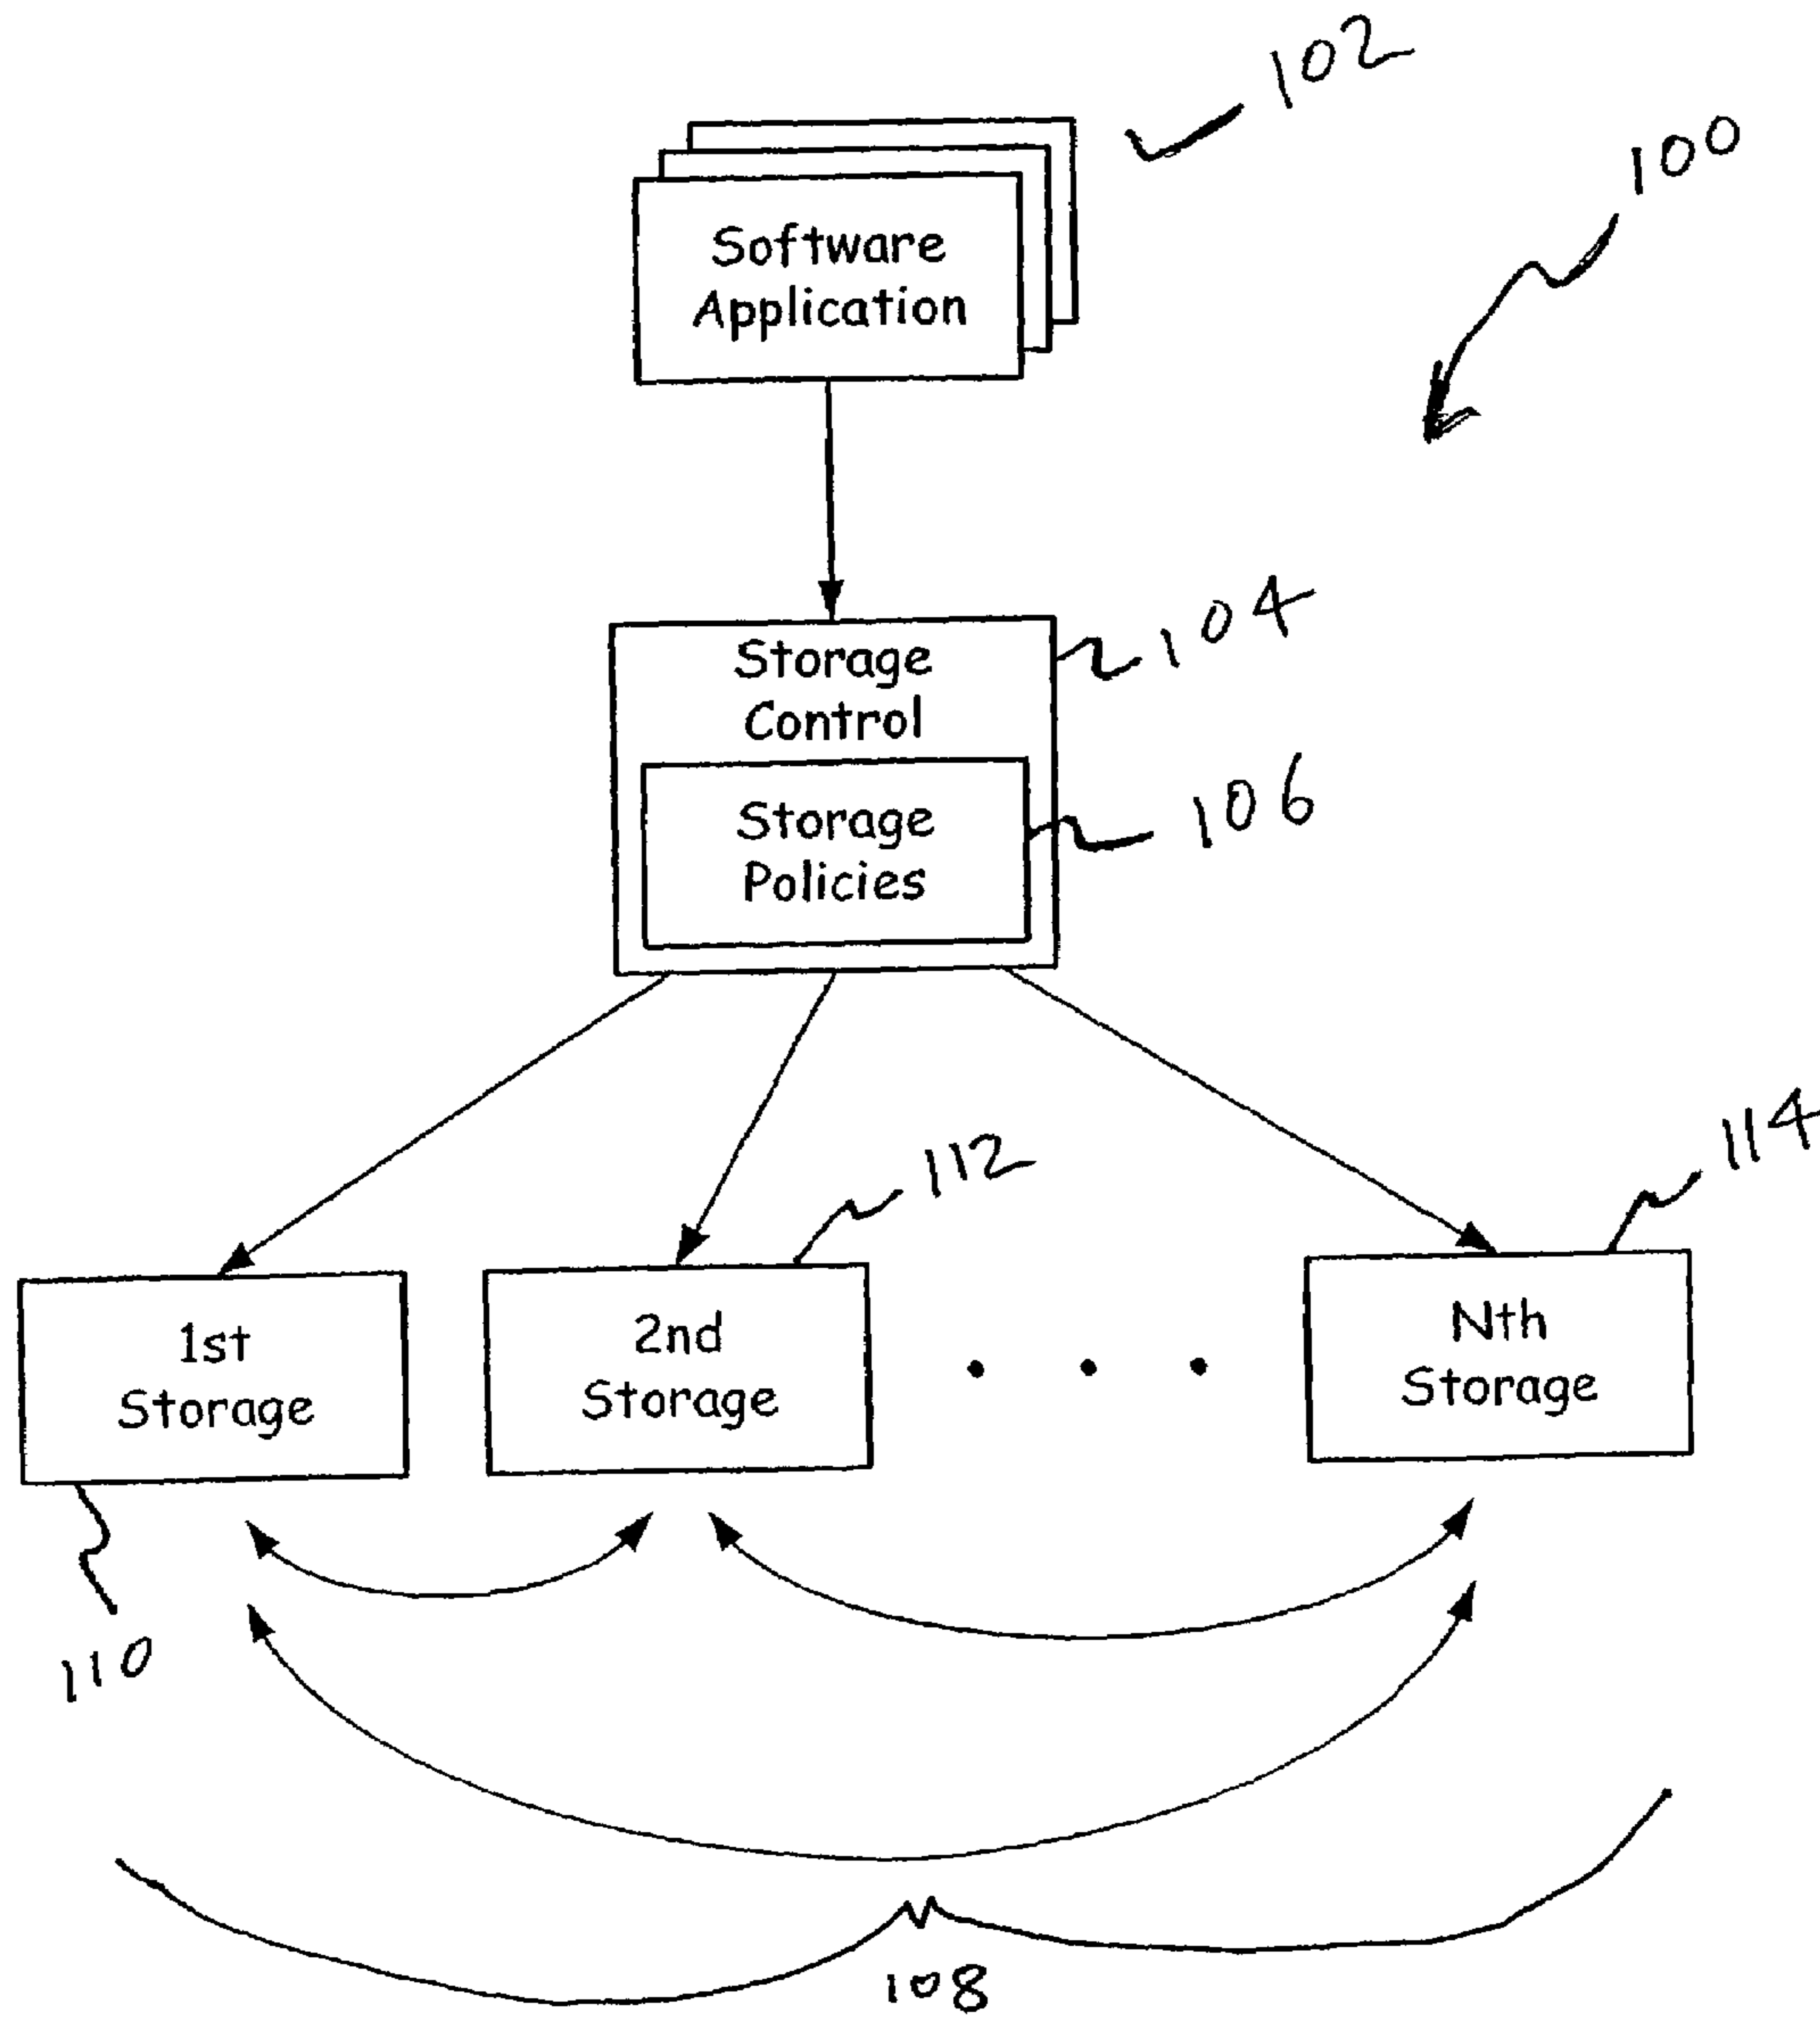 102
100
Software
Application
104
Storage
Control
106
Storage
Policies
112
114
1st
Storage
2nd
Storage
Nth
Storage
110
108